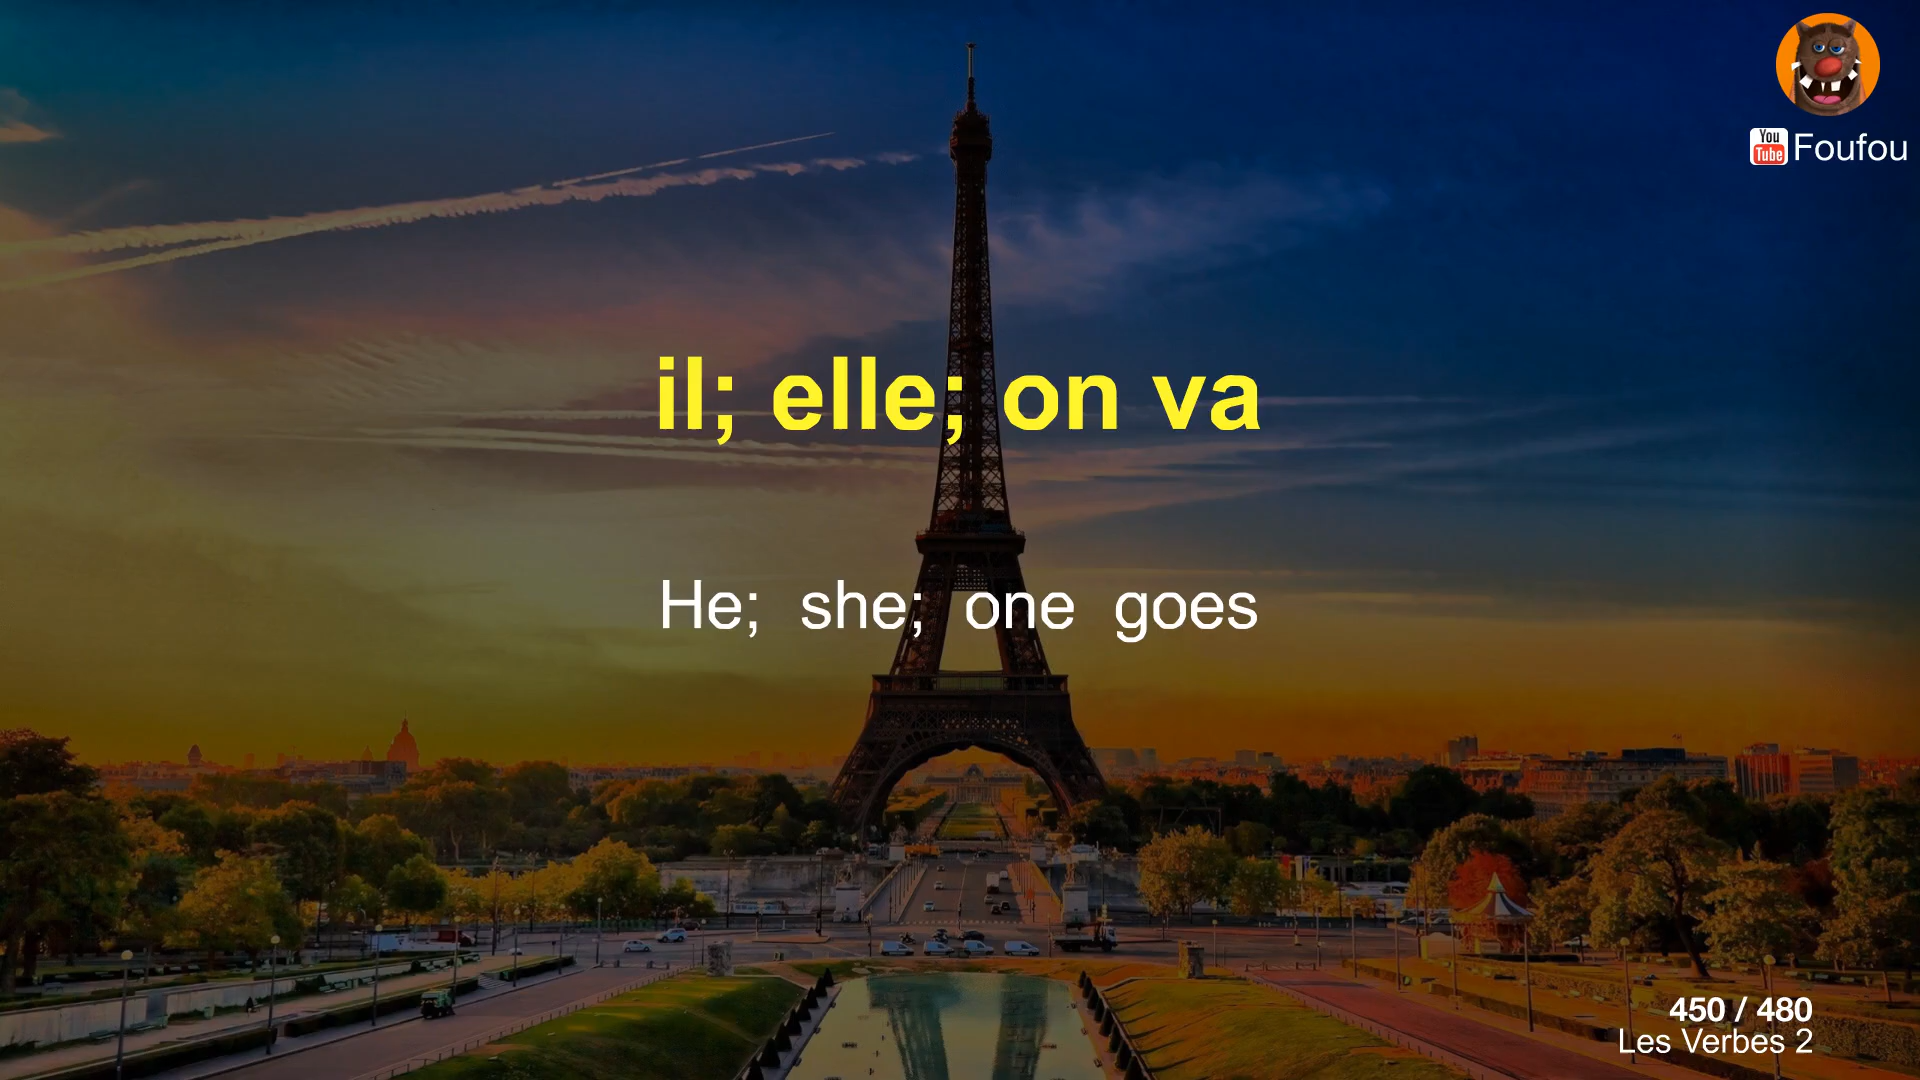 You
Tube Foufou
il; elle; on va
He; she; one goes
450 / 480
Les Verbes 2